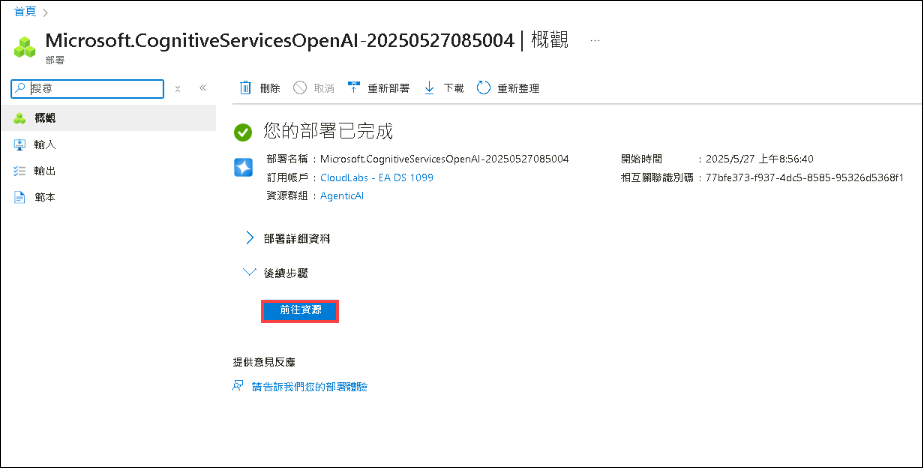 首頁 >
Microsoft.CognitiveServicesOpenAI-20250527085004 | 概觀 ...
部署
搜尋
刪除 取消 重新部署 下載 重新整理
概觀
輸入
輸出
範本
您的部署已完成
部署名稱 : Microsoft.CognitiveServicesOpenAI-20250527085004
訂用帳戶 : CloudLabs - EA DS 1099
資源群組 : AgenticAI
開始時間 : 2025/5/27 上午8:56:40
相互關聯識別碼 : 77bfe373-f937-4dc5-8585-95326d5368f1
部署詳細資料
後續步驟
前往資源
提供意見反應
請告訴我們您的部署體驗